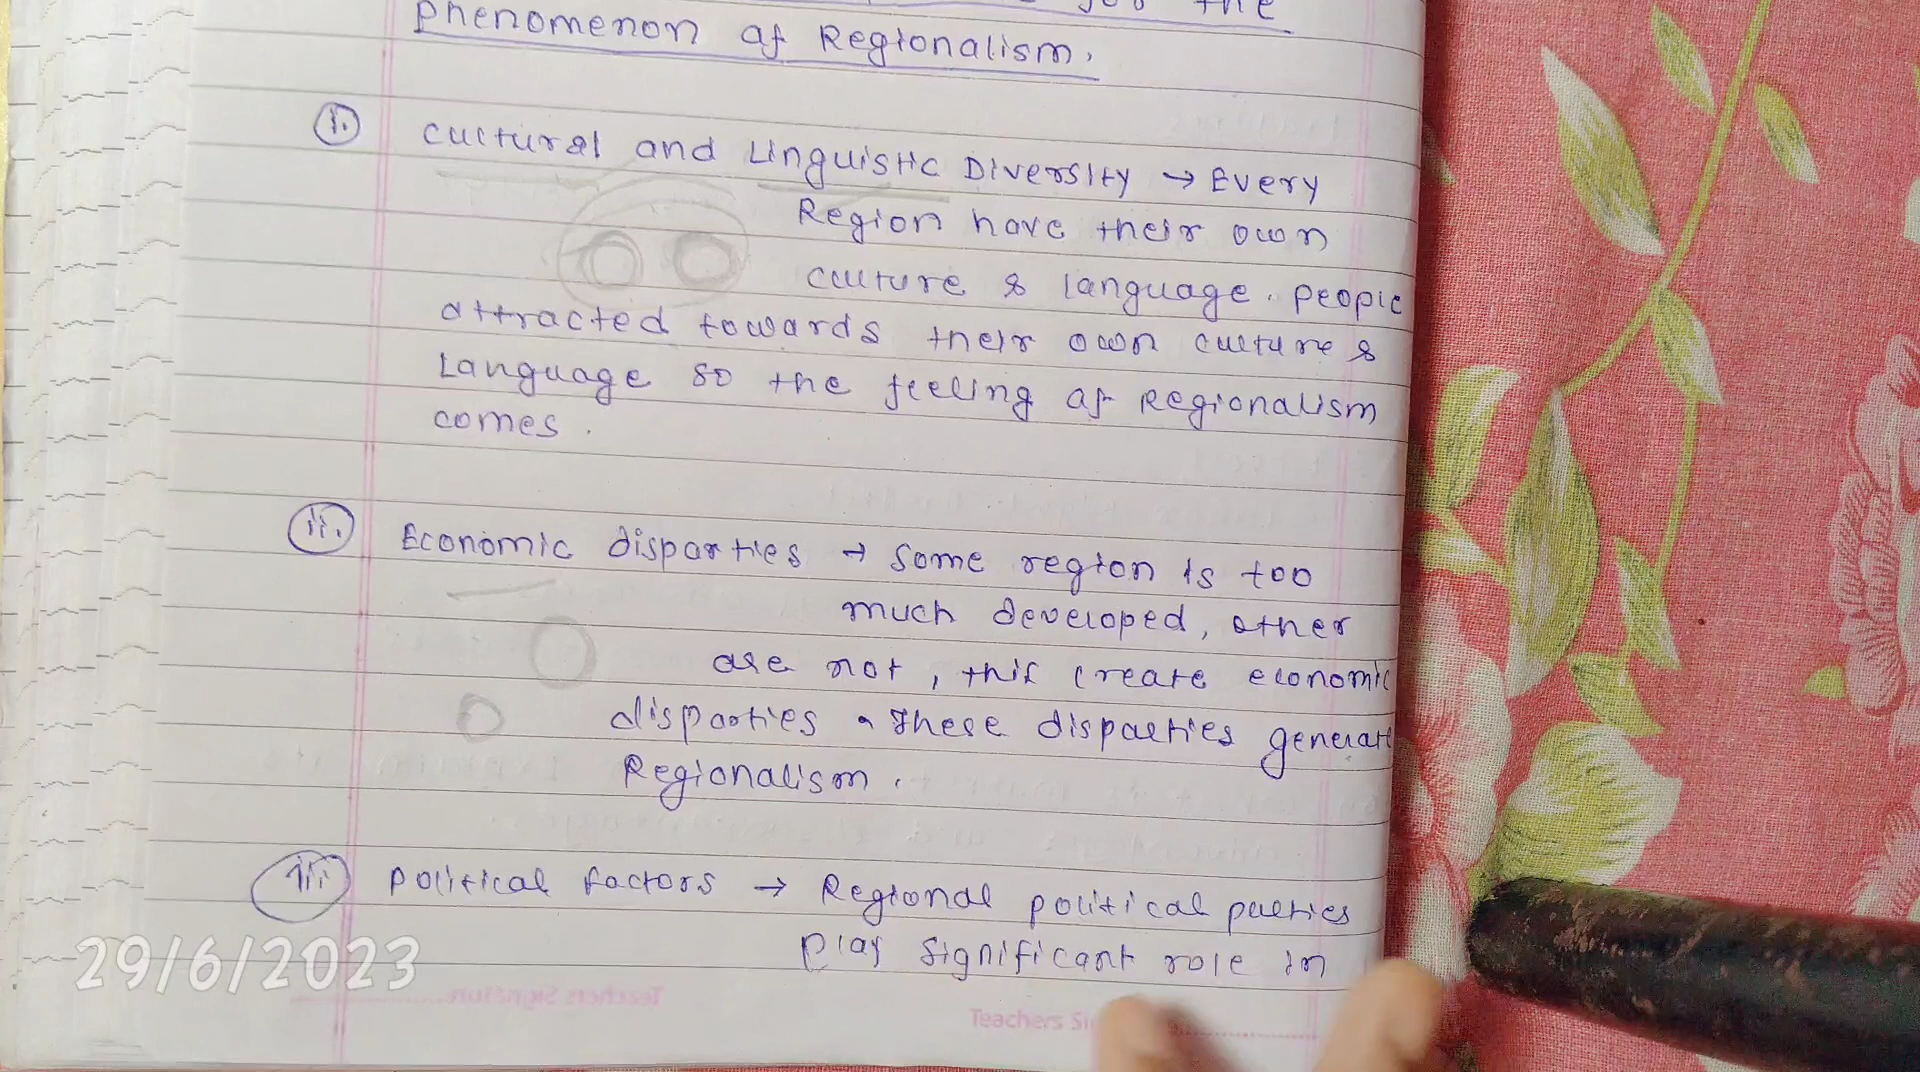 for the
phenomenon of Regionalism.
i. Cultural and Linguistic Diversity → Every
Region have their own
culture & language. people
attracted towards their own culture &
Language so the feeling of Regionalism
comes.
ii. Economic disparties → Some region is too
much developed, other
are not, this create economic
disparties. These disparties generate
Regionalism.
iii. Political factors → Regional political parties
play significant role in
29/6/2023
Teachers